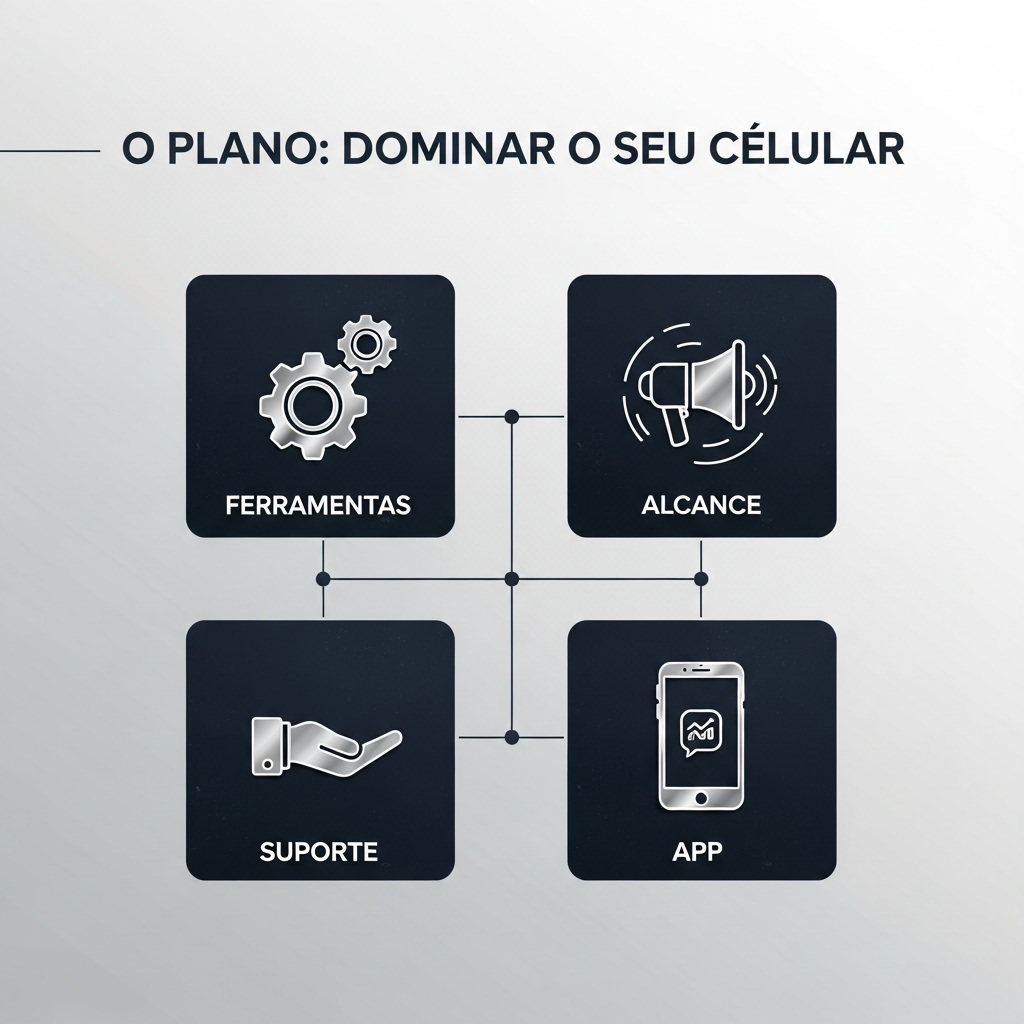 O PLANO: DOMINAR O SEU CÉLULAR
FERRAMENTAS
ALCANCE
SUPORTE
APP